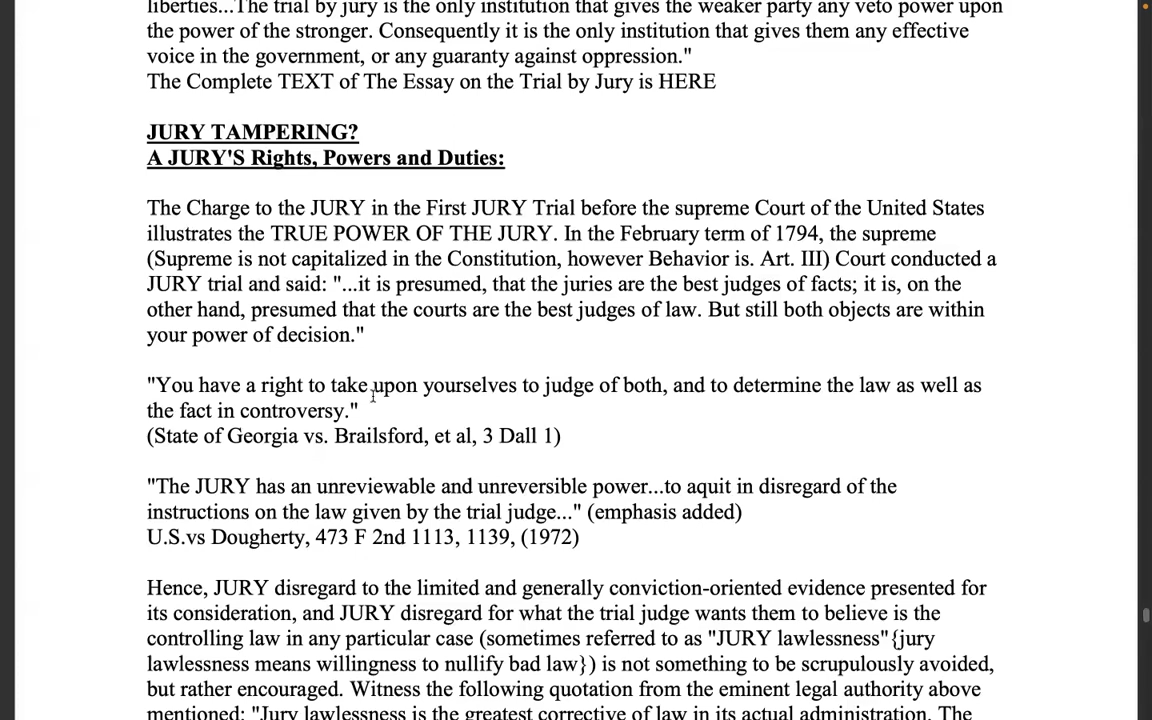 liberties...The trial by jury is the only institution that gives the weaker party any veto power upon
the power of the stronger. Consequently it is the only institution that gives them any effective
voice in the government, or any guaranty against oppression."
The Complete TEXT of The Essay on the Trial by Jury is HERE
JURY TAMPERING?
A JURY'S Rights, Powers and Duties:
The Charge to the JURY in the First JURY Trial before the supreme Court of the United States
illustrates the TRUE POWER OF THE JURY. In the February term of 1794, the supreme
(Supreme is not capitalized in the Constitution, however Behavior is. Art. III) Court conducted a
JURY trial and said: "...it is presumed, that the juries are the best judges of facts; it is, on the
other hand, presumed that the courts are the best judges of law. But still both objects are within
your power of decision."
"You have a right to take upon yourselves to judge of both, and to determine the law as well as
the fact in controversy."
(State of Georgia vs. Brailsford, et al, 3 Dall 1)
"The JURY has an unreviewable and unreversible power...to aquit in disregard of the
instructions on the law given by the trial judge..." (emphasis added)
U.S.vs Dougherty, 473 F 2nd 1113, 1139, (1972)
Hence, JURY disregard to the limited and generally conviction-oriented evidence presented for
its consideration, and JURY disregard for what the trial judge wants them to believe is the
controlling law in any particular case (sometimes referred to as "JURY lawlessness"{jury
lawlessness means willingness to nullify bad law}) is not something to be scrupulously avoided,
but rather encouraged. Witness the following quotation from the eminent legal authority above
mentioned: "Jury lawlessness is the greatest corrective of law in its actual administration. The